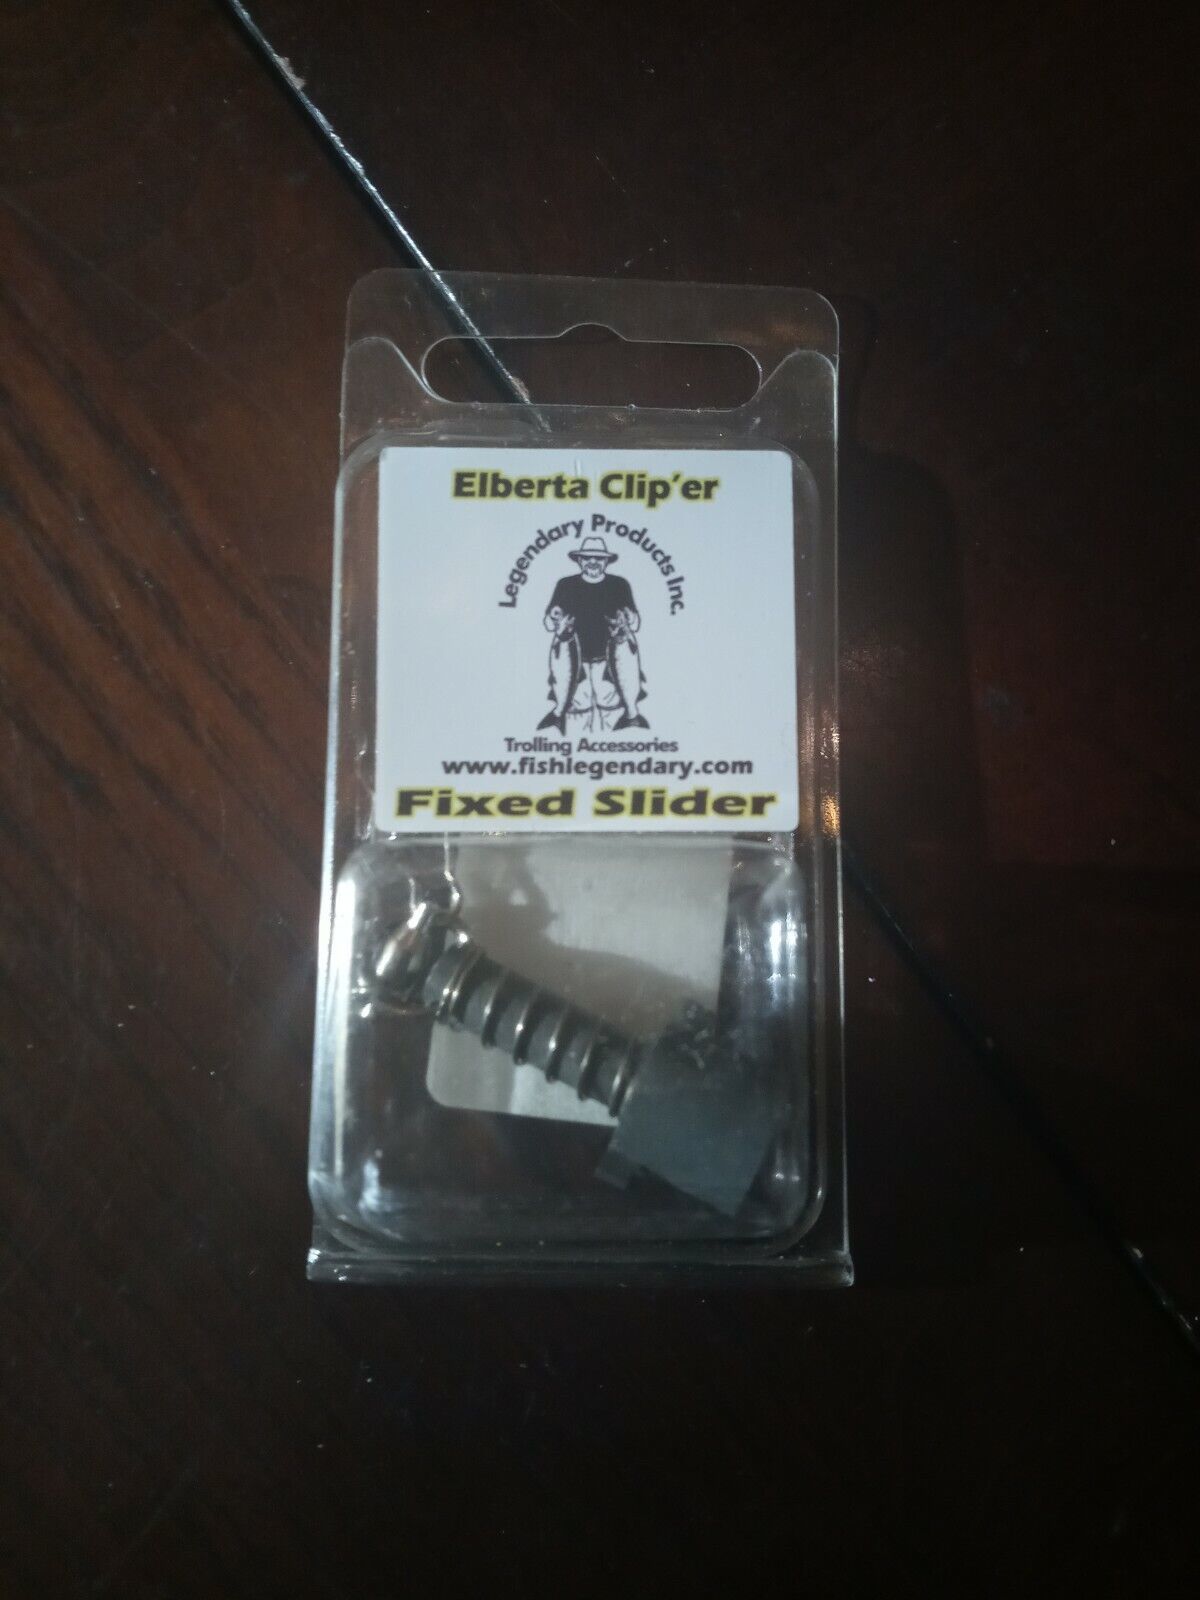 Elberta Clip'er
Legendary Products Inc.
Trolling Accessories
www.fishlegendary.com
Fixed Slider